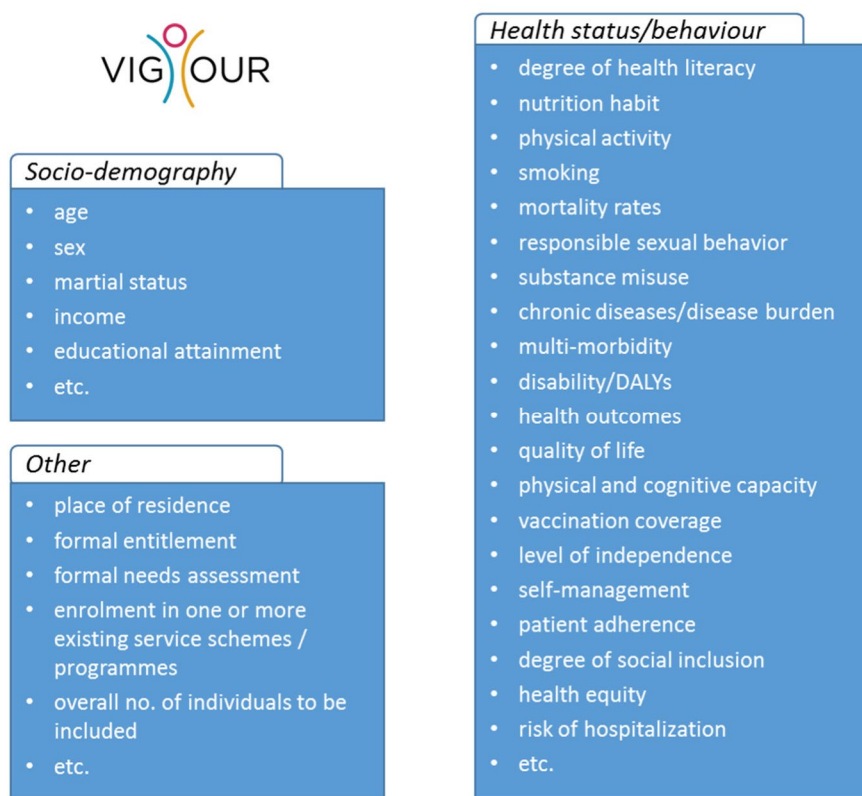 VIGOUR
Socio-demography
• age
• sex
• martial status
• income
• educational attainment
• etc.
Other
• place of residence
• formal entitlement
• formal needs assessment
• enrolment in one or more
existing service schemes /
programmes
• overall no. of individuals to be
included
• etc.
Health status/behaviour
• degree of health literacy
• nutrition habit
• physical activity
• smoking
• mortality rates
• responsible sexual behavior
• substance misuse
• chronic diseases/disease burden
• multi-morbidity
• disability/DALYs
• health outcomes
• quality of life
• physical and cognitive capacity
• vaccination coverage
• level of independence
• self-management
• patient adherence
• degree of social inclusion
• health equity
• risk of hospitalization
• etc.